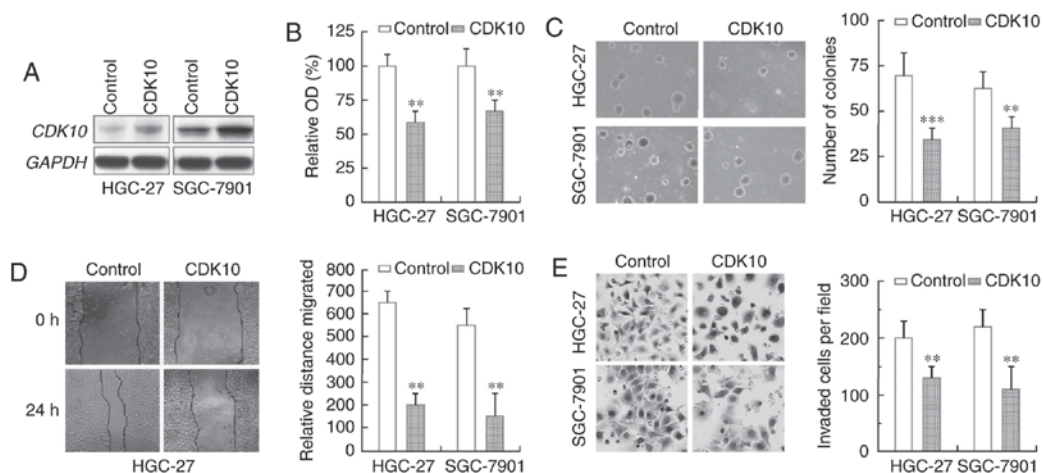 A
Control
CDK10
Control
CDK10
CDK10
GAPDH
HGC-27 SGC-7901
B
Control CDK10
Relative OD (%)
125
100
75
50
25
0
**
**
HGC-27 SGC-7901
C
Control CDK10
HGC-27
SGC-7901
Control CDK10
Number of colonies
100
75
50
25
0
***
**
HGC-27 SGC-7901
D
Control CDK10
0 h
24 h
HGC-27
Control CDK10
Relative distance migrated
800
700
600
500
400
300
200
100
0
**
**
HGC-27 SGC-7901
E
Control CDK10
HGC-27
SGC-7901
Control CDK10
Invaded cells per field
300
200
150
100
50
0
**
**
HGC-27 SGC-7901